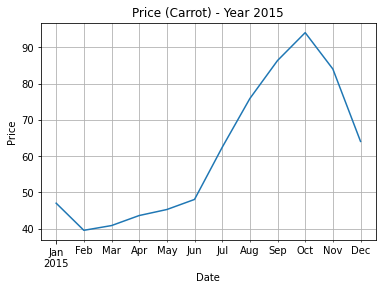 Price (Carrot) - Year 2015
Price
90
80
70
60
50
40
Jan Feb Mar Apr May Jun Jul Aug Sep Oct Nov Dec
2015
Date